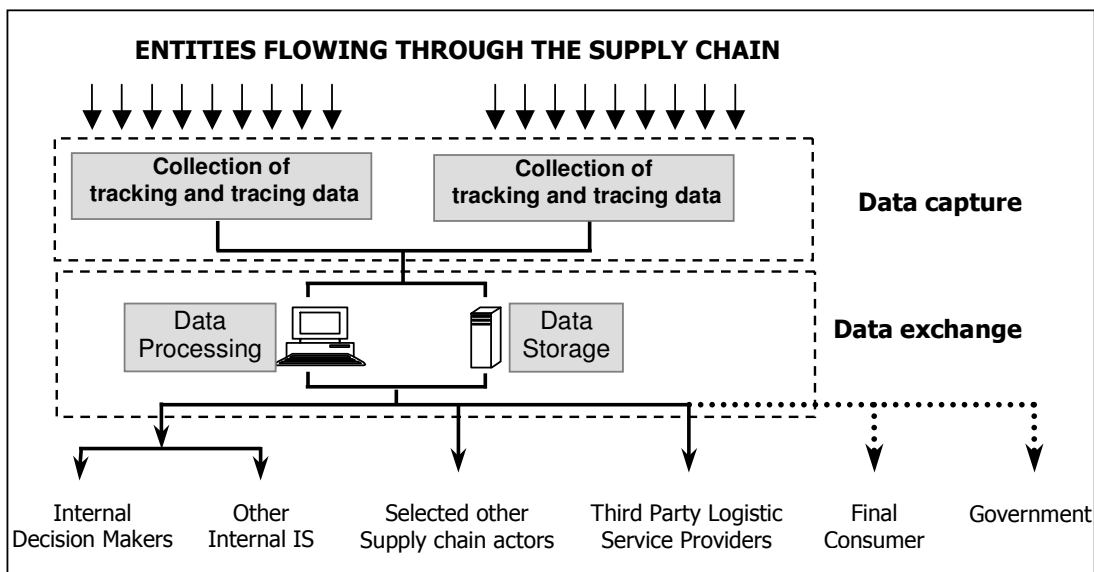 ENTITIES FLOWING THROUGH THE SUPPLY CHAIN
Collection of
tracking and tracing data
Collection of
tracking and tracing data
Data capture
Data
Processing
Data
Storage
Data exchange
Internal
Decision Makers
Other
Internal IS
Selected other
Supply chain actors
Third Party Logistic
Service Providers
Final
Consumer
Government